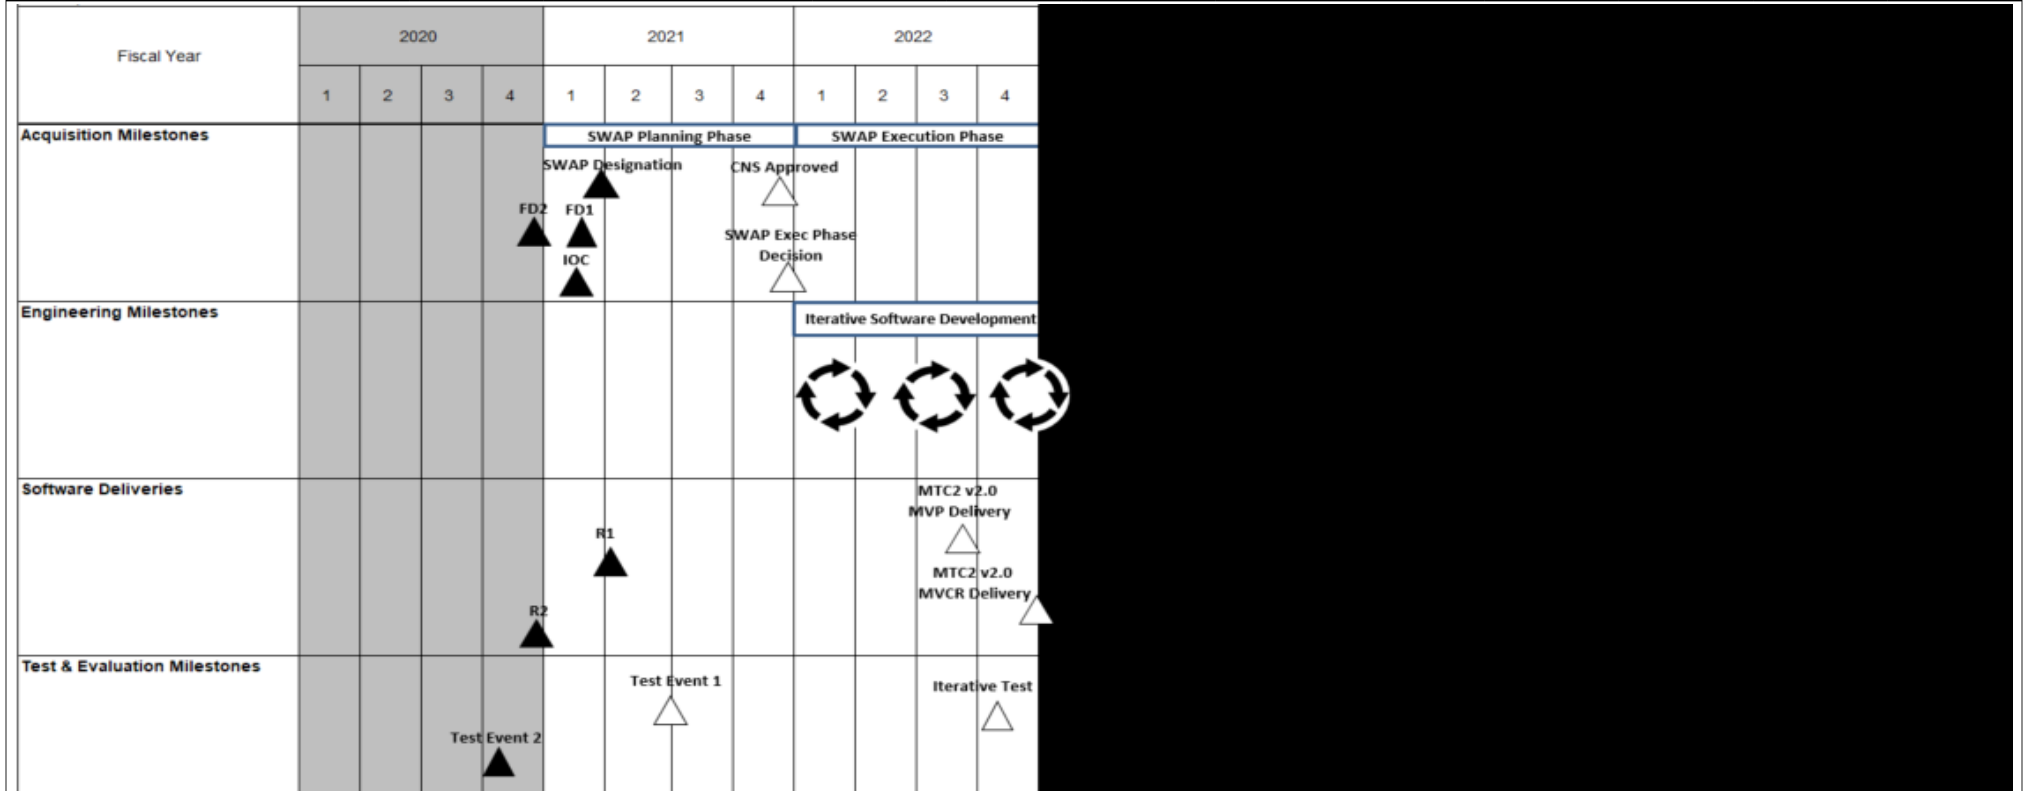 Fiscal Year
2020
2021
2022
1 2 3 4 1 2 3 4 1 2 3 4
Acquisition Milestones
SWAP Planning Phase
SWAP Execution Phase
SWAP Designation
CNS Approved
FD2
FD1
SWAP Exec Phase
Decision
IOC
Engineering Milestones
Iterative Software Development
Software Deliveries
MTC2 v2.0
MVP Delivery
R1
MTC2 v2.0
MVCR Delivery
R2
Test & Evaluation Milestones
Test Event 1
Iterative Test
Test Event 2